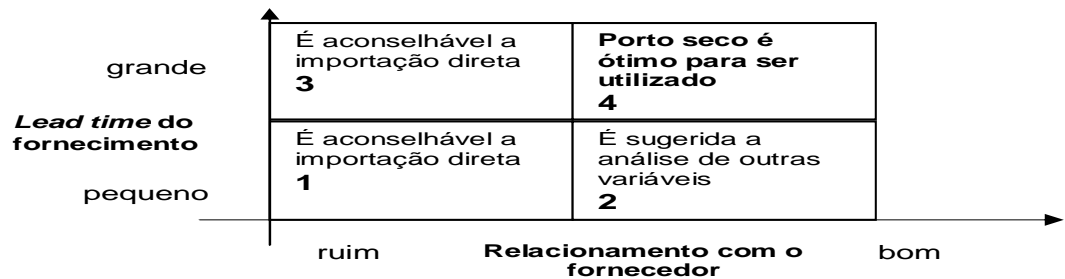 grande
Lead time do
fornecimento
pequeno
É aconselhável a
importação direta
3
Porto seco é
ótimo para ser
utilizado
4
É aconselhável a
importação direta
1
É sugerida a
análise de outras
variáveis
2
ruim
Relacionamento com o
fornecedor
bom